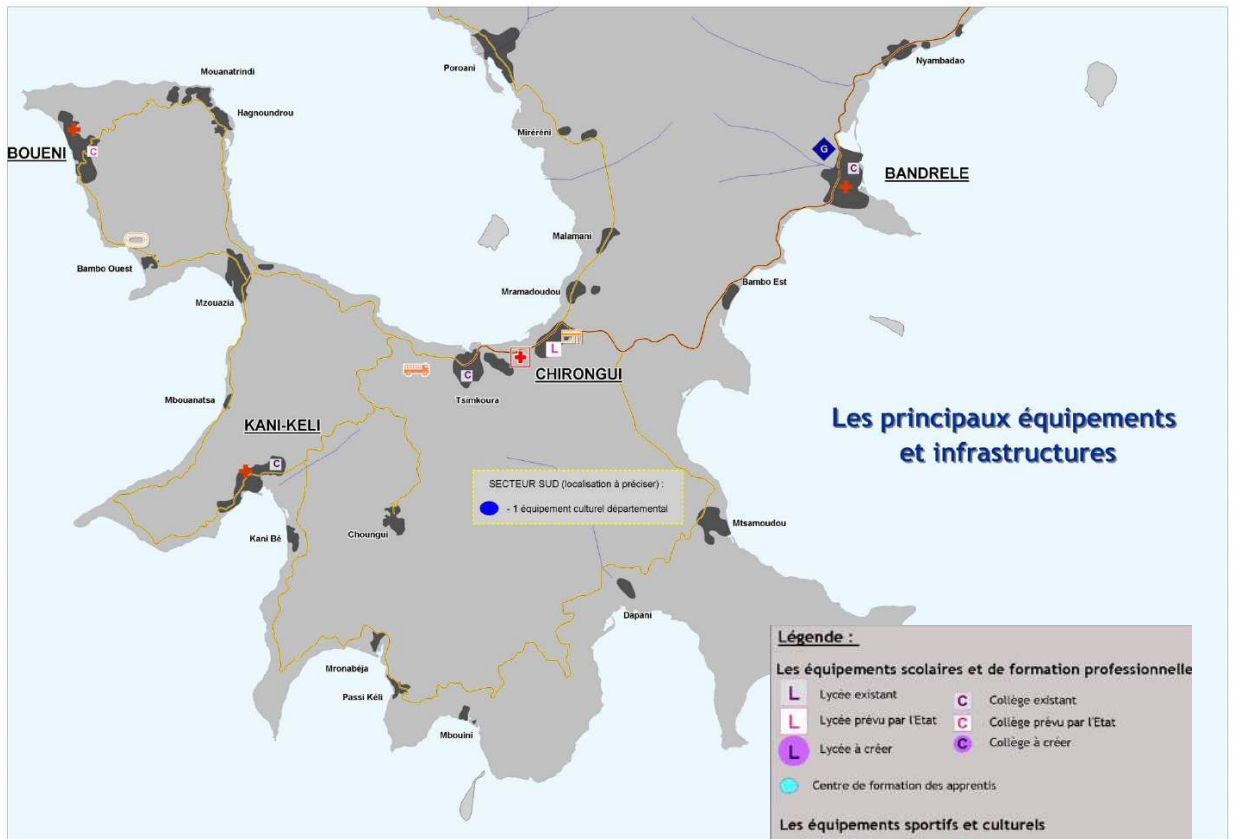 Mouanatrindi
Poroani
Nyambadao
Hagnoundrou
Miréréni
BOUENI
C
G
C
BANDRELE
Malamani
Bambo Ouest
Bambo Est
Mramadoudou
Mzouazia
L
CHIRONGUI
C
Tsimkoura
Mbouanatsa
Les principaux équipements
et infrastructures
KANI-KELI
C
SECTEUR SUD (localisation à préciser) :
- 1 équipement culturel départemental
Mtsamoudou
Kani Bé
Choungui
Dapani
Mronabéja
Passi Kéli
Mbouini
Légende :
Les équipements scolaires et de formation professionnelle
L Lycée existant
C Collège existant
L Lycée prévu par l'Etat
C Collège prévu par l'Etat
L Lycée à créer
C Collège à créer
Centre de formation des apprentis
Les équipements sportifs et culturels